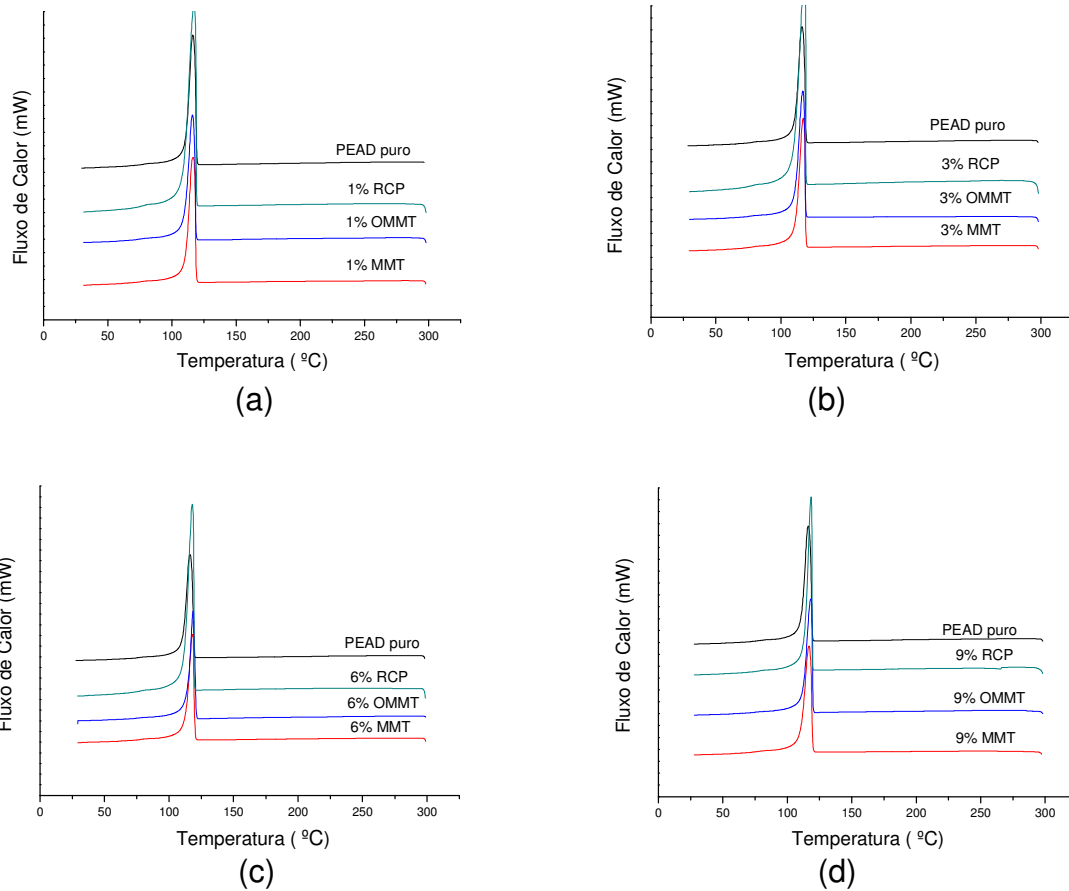 Fluxo de Calor (mW)
PEAD puro
1% RCP
1% OMMT
1% MMT
0 50 100 150 200 250 300
Temperatura ( ºC)
(a)
Fluxo de Calor (mW)
PEAD puro
3% RCP
3% OMMT
3% MMT
0 50 100 150 200 250 300
Temperatura ( ºC)
(b)
Fluxo de Calor (mW)
PEAD puro
6% RCP
6% OMMT
6% MMT
0 50 100 150 200 250 300
Temperatura ( ºC)
(c)
Fluxo de Calor (mW)
PEAD puro
9% RCP
9% OMMT
9% MMT
0 50 100 150 200 250 300
Temperatura ( ºC)
(d)